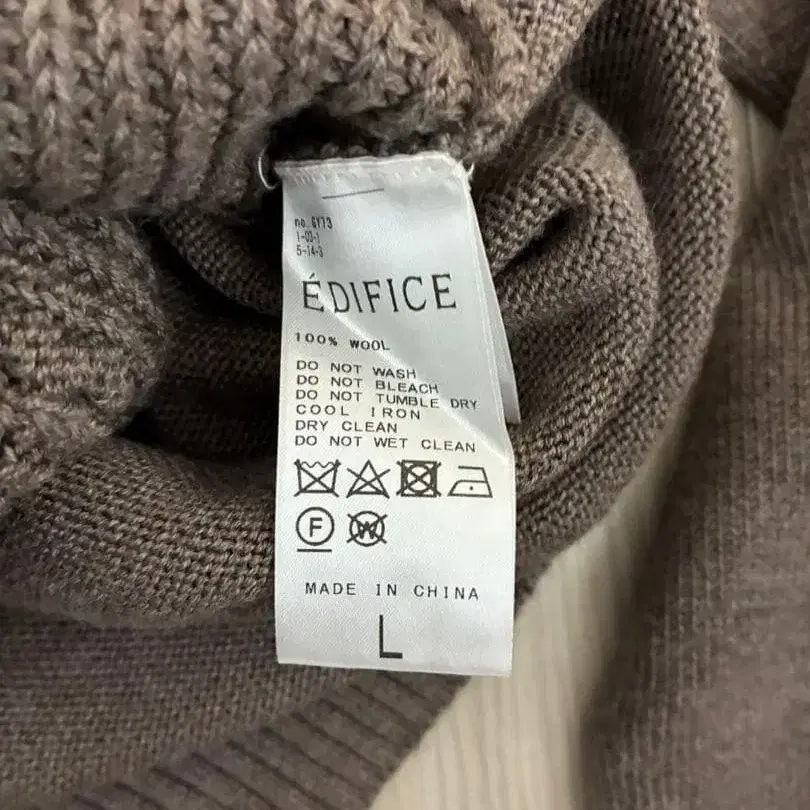 no. GY73
1-03-1
5-14-3
ÉDIFICE
100% WOOL
DO NOT WASH
DO NOT BLEACH
DO NOT TUMBLE DRY
COOL IRON
DRY CLEAN
DO NOT WET CLEAN
F W
MADE IN CHINA
L